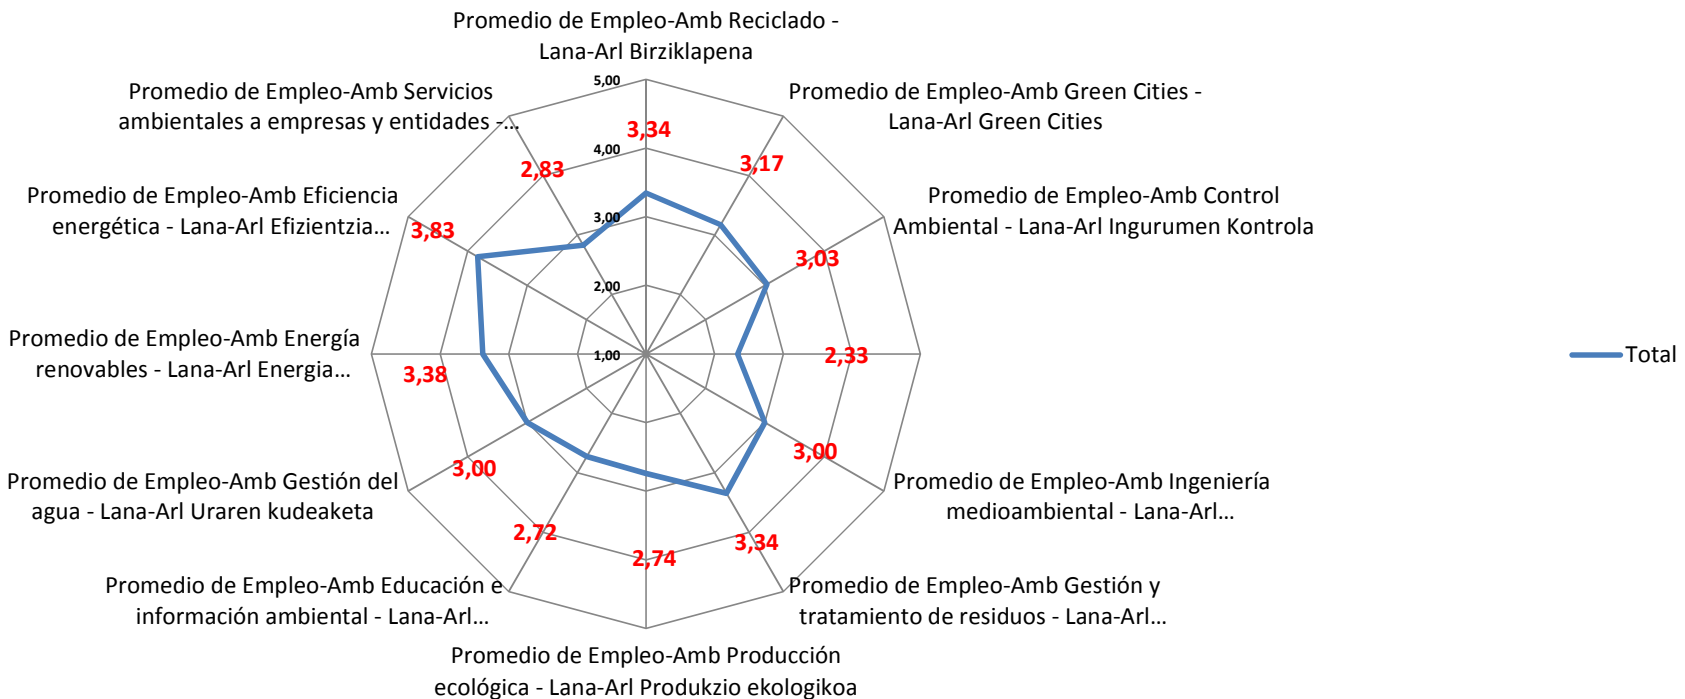 Promedio de Empleo-Amb Reciclado -
Lana-Arl Birziklapena
Promedio de Empleo-Amb Green Cities -
Lana-Arl Green Cities
Promedio de Empleo-Amb Control
Ambiental - Lana-Arl Ingurumen Kontrola
Promedio de Empleo-Amb Ingeniería
medioambiental - Lana-Arl...
Promedio de Empleo-Amb Gestión y
tratamiento de residuos - Lana-Arl...
Promedio de Empleo-Amb Producción
ecológica - Lana-Arl Produkzio ekologikoa
Promedio de Empleo-Amb Educación e
información ambiental - Lana-Arl...
Promedio de Empleo-Amb Gestión del
agua - Lana-Arl Uraren kudeaketa
Promedio de Empleo-Amb Energía
renovables - Lana-Arl Energia...
Promedio de Empleo-Amb Eficiencia
energética - Lana-Arl Efizientzia...
Promedio de Empleo-Amb Servicios
ambientales a empresas y entidades -...
5,00
4,00
3,00
2,00
1,00
3,34
3,17
3,03
2,33
3,00
3,34
2,74
2,72
3,00
3,38
3,83
2,83
Total